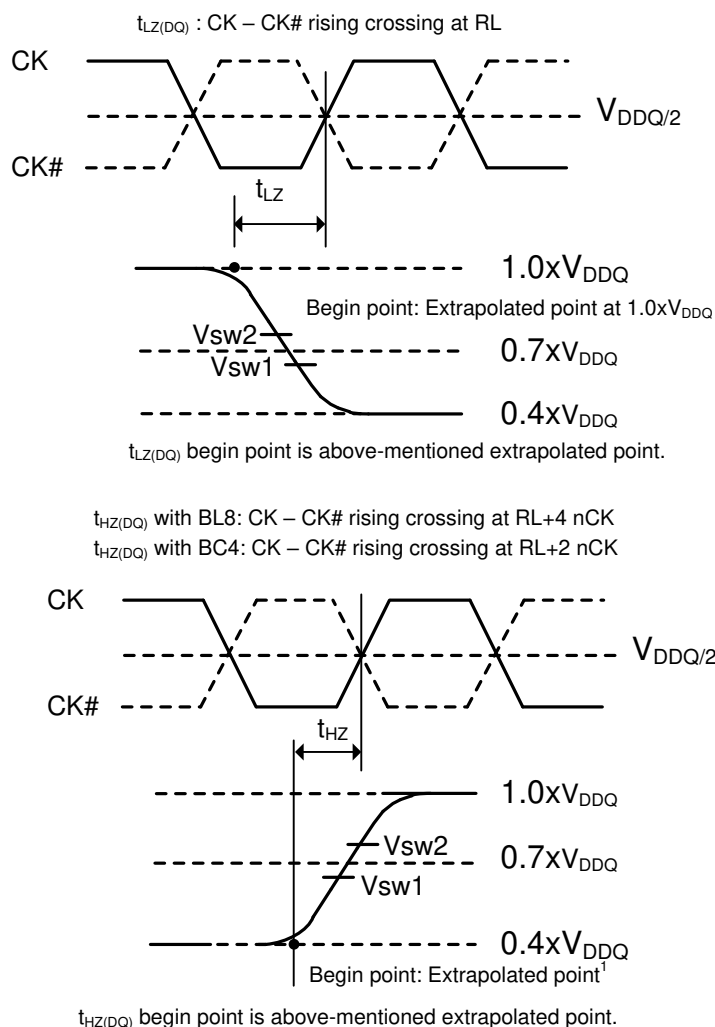 tLZ(DQ) : CK – CK# rising crossing at RL
CK
VDDQ/2
CK#
tLZ
1.0xVDDQ
Begin point: Extrapolated point at 1.0xVDDQ
Vsw2
0.7xVDDQ
Vsw1
0.4xVDDQ
tLZ(DQ) begin point is above-mentioned extrapolated point.
tHZ(DQ) with BL8: CK – CK# rising crossing at RL+4 nCK
tHZ(DQ) with BC4: CK – CK# rising crossing at RL+2 nCK
CK
VDDQ/2
CK#
tHZ
1.0xVDDQ
Vsw2
0.7xVDDQ
Vsw1
0.4xVDDQ
Begin point: Extrapolated point1
tHZ(DQ) begin point is above-mentioned extrapolated point.